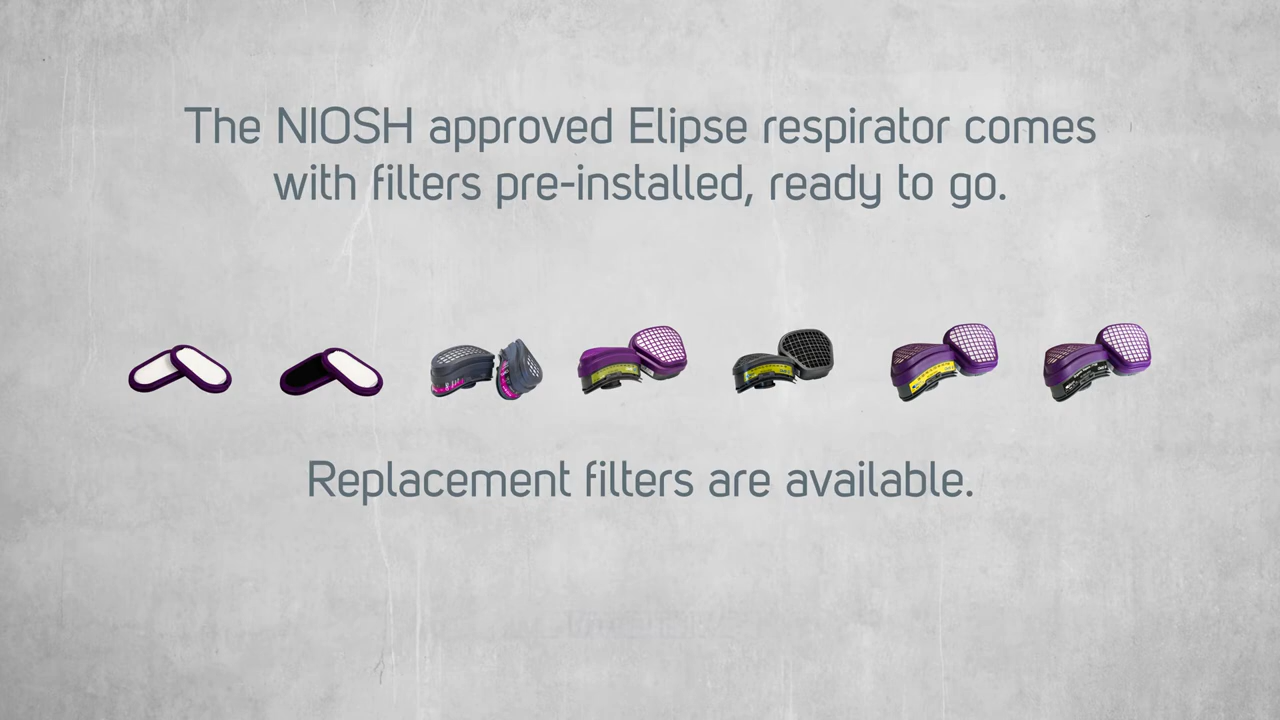 The NIOSH approved Elipse respirator comes
with filters pre-installed, ready to go.
Replacement filters are available.